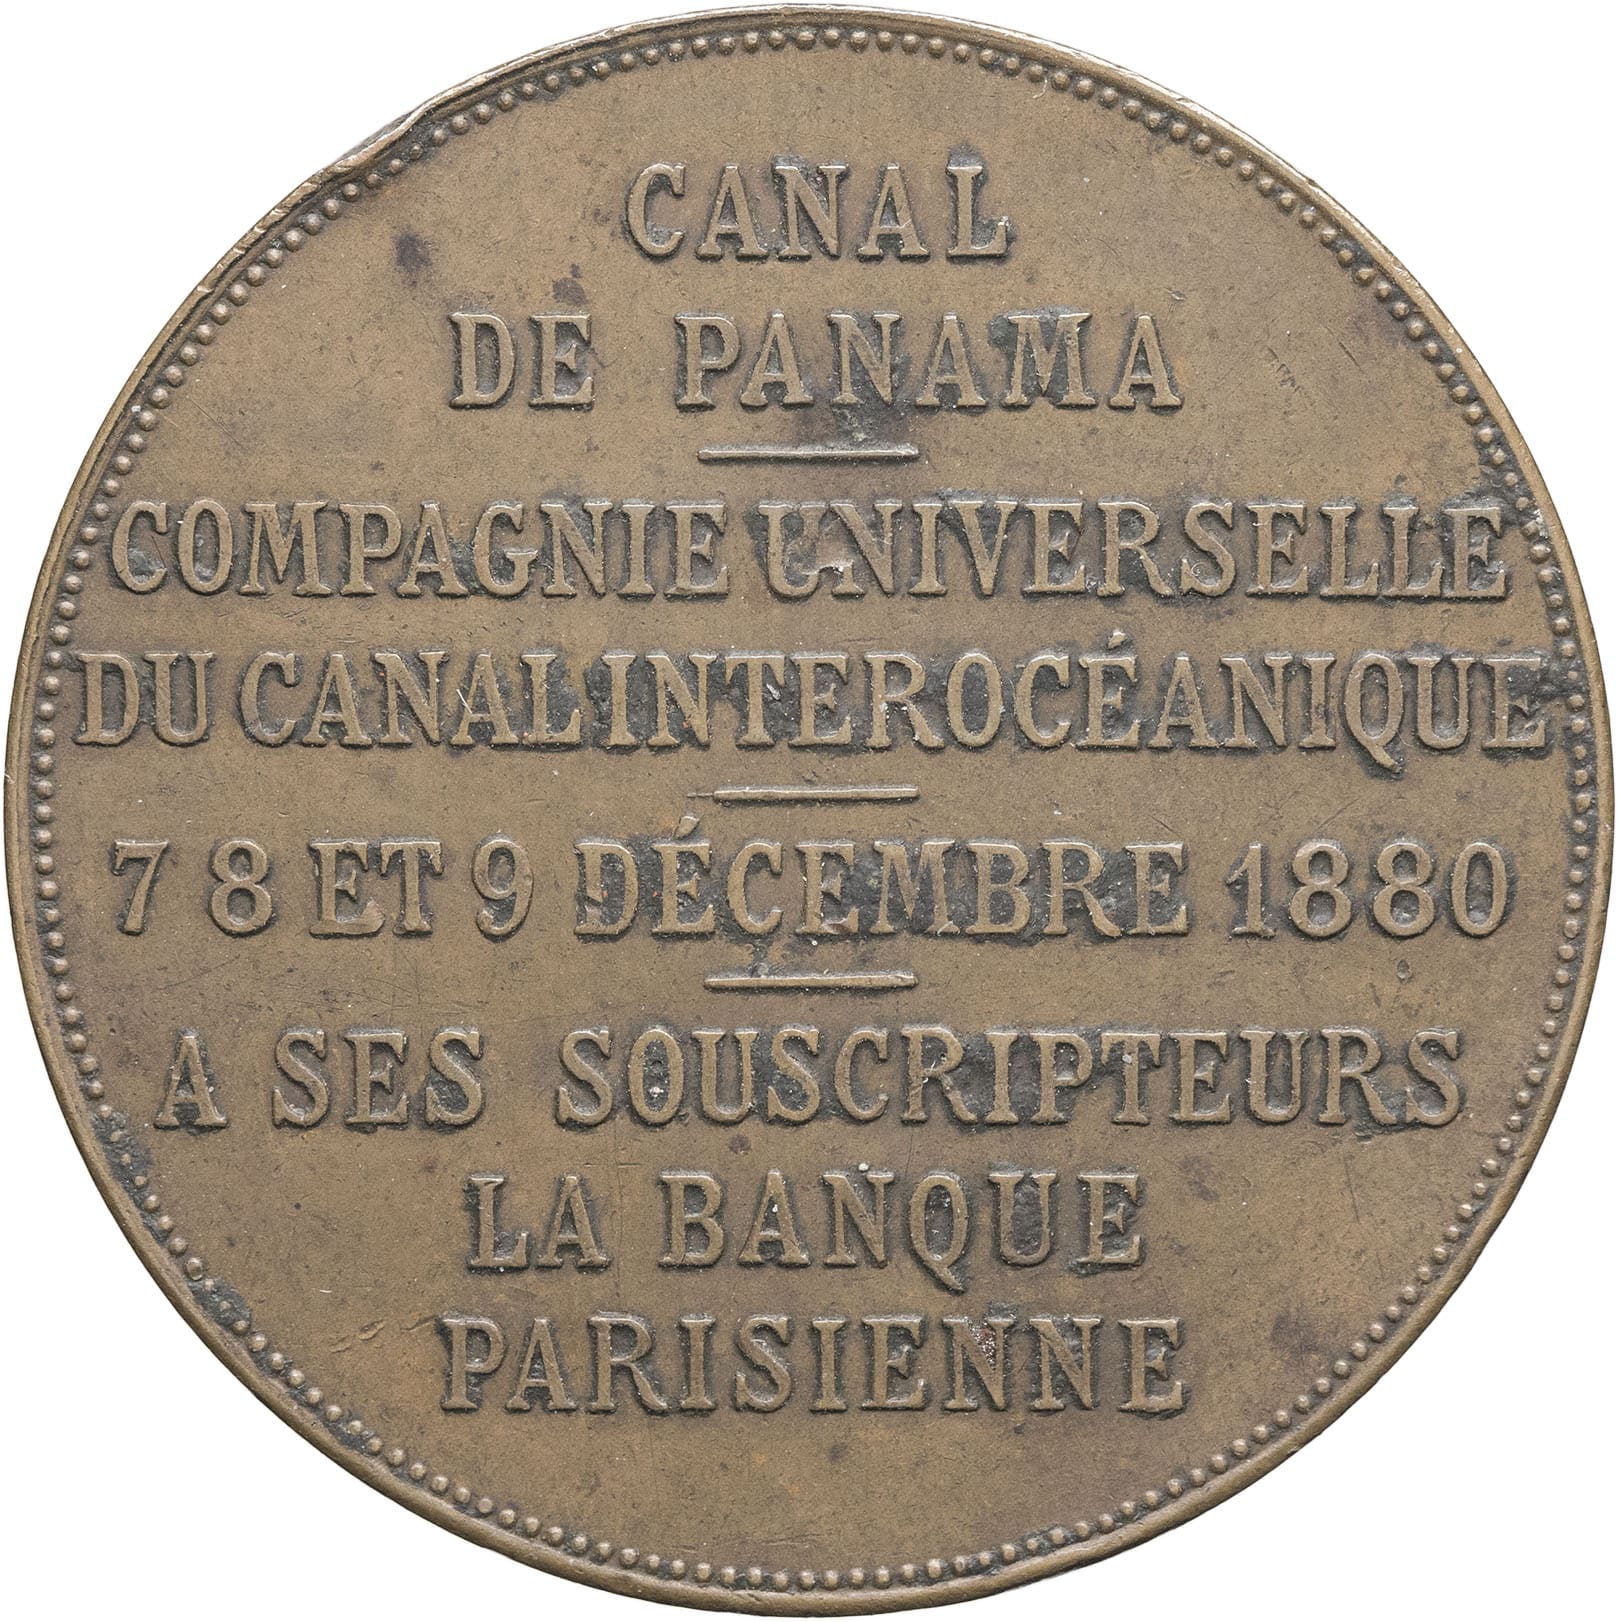 CANAL
DE PANAMA
COMPAGNIE UNIVERSELLE
DU CANAL INTEROCÉANIQUE
7 8 ET 9 DÉCEMBRE 1880
A SES SOUSCRIPTEURS
LA BANQUE
PARISIENNE